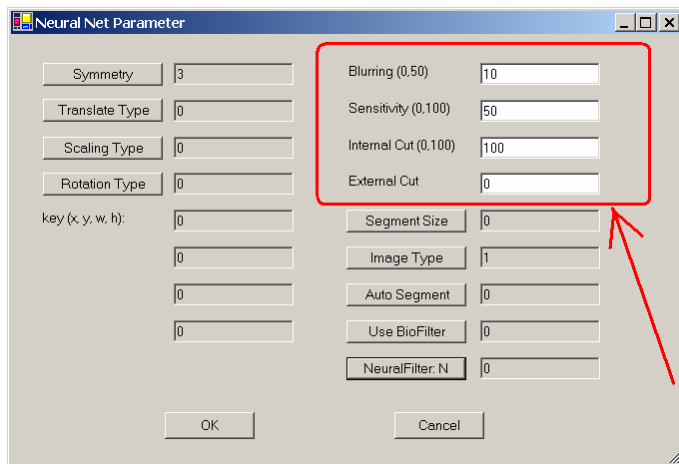 Neural Net Parameter
Symmetry 3 Blurring (0,50) 10
Translate Type 0 Sensitivity (0,100) 50
Scaling Type 0 Internal Cut (0,100) 100
Rotation Type 0 External Cut 0
key (x, y, w, h): 0 Segment Size 0
0 Image Type 1
0 Auto Segment 0
0 Use BioFilter 0
NeuralFilter: N 0
OK Cancel